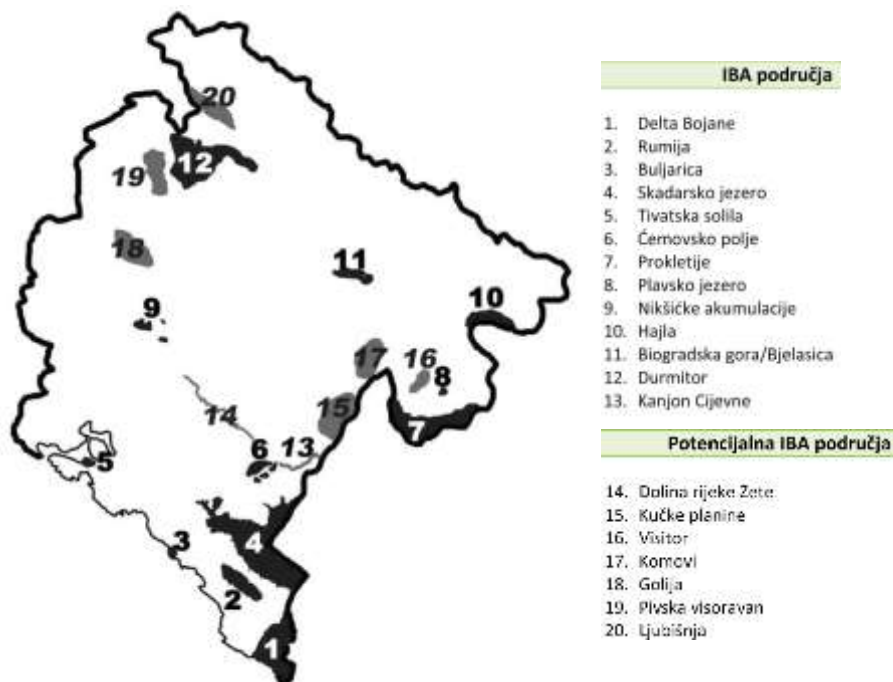 20
12
19
18
11
10
9
17
16
8
15
14
7
6
13
5
4
3
2
1
IBA područja
1. Delta Bojane
2. Rumija
3. Buljarica
4. Skadarsko jezero
5. Tivatska solila
6. Ćemovsko polje
7. Prokletije
8. Plavsko jezero
9. Nikšićke akumulacije
10. Hajla
11. Biogradska gora/Bjelasica
12. Durmitor
13. Kanjon Cijevne
Potencijalna IBA područja
14. Dolina rijeke Zete
15. Kučke planine
16. Visitor
17. Komovi
18. Golija
19. Pivska visoravan
20. Ljubišnja